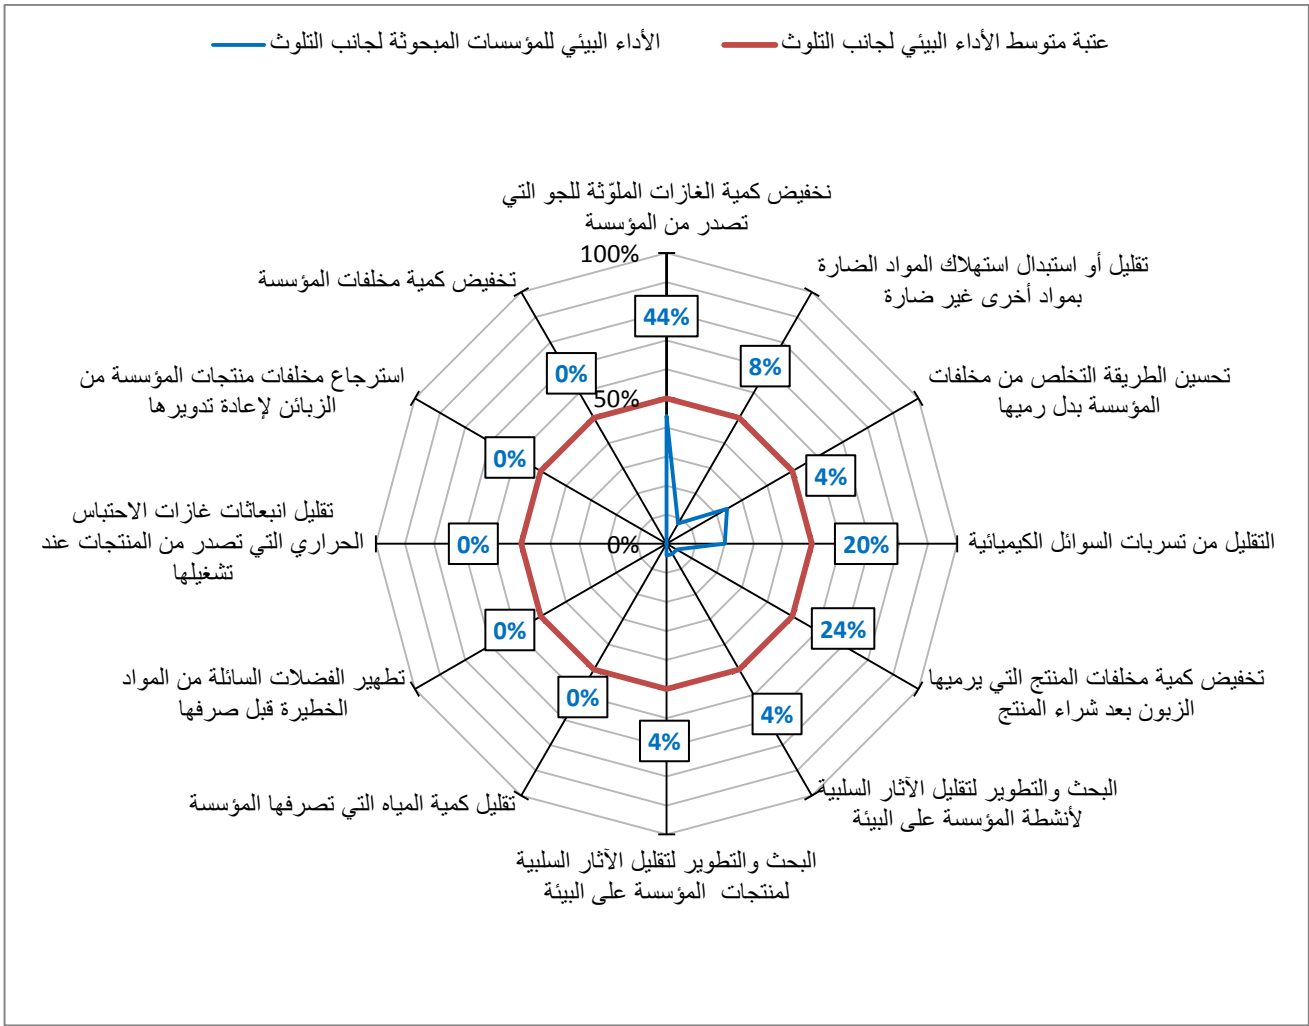 عتبة متوسط الأداء البيئي لجانب التلوث
الأداء البيئي للمؤسسات المبحوثة لجانب التلوث
نخفيض كمية الغازات الملوّثة للجو التي
تصدر من المؤسسة
100%
44%
50%
0%
تقليل أو استبدال استهلاك المواد الضارة
بمواد أخرى غير ضارة
8%
تحسين الطريقة التخلص من مخلفات
المؤسسة بدل رميها
4%
التقليل من تسربات السوائل الكيميائية
20%
تخفيض كمية مخلفات المنتج التي يرميها
الزبون بعد شراء المنتج
24%
البحث والتطوير لتقليل الآثار السلبية
لأنشطة المؤسسة على البيئة
4%
البحث والتطوير لتقليل الآثار السلبية
لمنتجات المؤسسة على البيئة
4%
تقليل كمية المياه التي تصرفها المؤسسة
0%
تطهير الفضلات السائلة من المواد
الخطيرة قبل صرفها
0%
تقليل انبعاثات غازات الاحتباس
الحراري التي تصدر من المنتجات عند
تشغيلها
0%
استرجاع مخلفات منتجات المؤسسة من
الزبائن لإعادة تدويرها
0%
تخفيض كمية مخلفات المؤسسة
0%